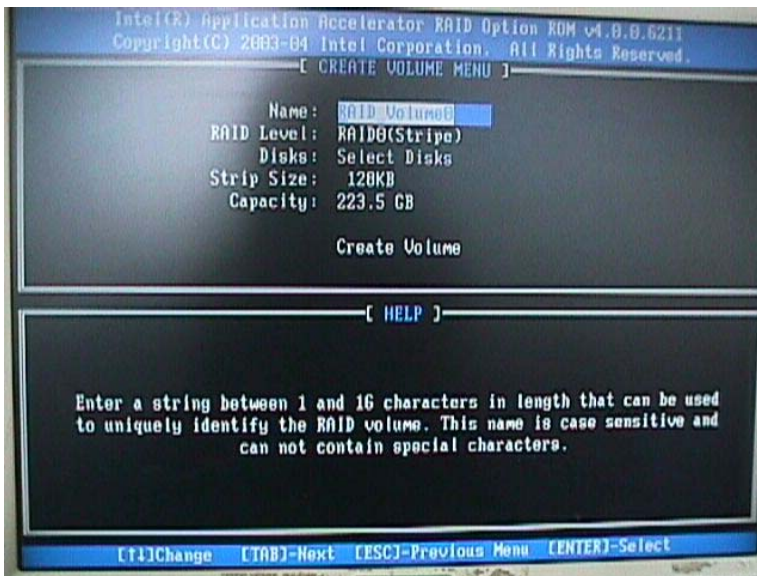 Intel(R) Application Accelerator RAID Option ROM v4.0.0.6211
Copyright(C) 2003-04 Intel Corporation. All Rights Reserved.
[ CREATE VOLUME MENU ]
Name: RAID_Volume0
RAID Level: RAID0(Stripe)
Disks: Select Disks
Strip Size: 128KB
Capacity: 223.5 GB
Create Volume
[ HELP ]
Enter a string between 1 and 16 characters in length that can be used
to uniquely identify the RAID volume. This name is case sensitive and
can not contain special characters.
[↑↓]Change [TAB]-Next [ESC]-Previous Menu [ENTER]-Select